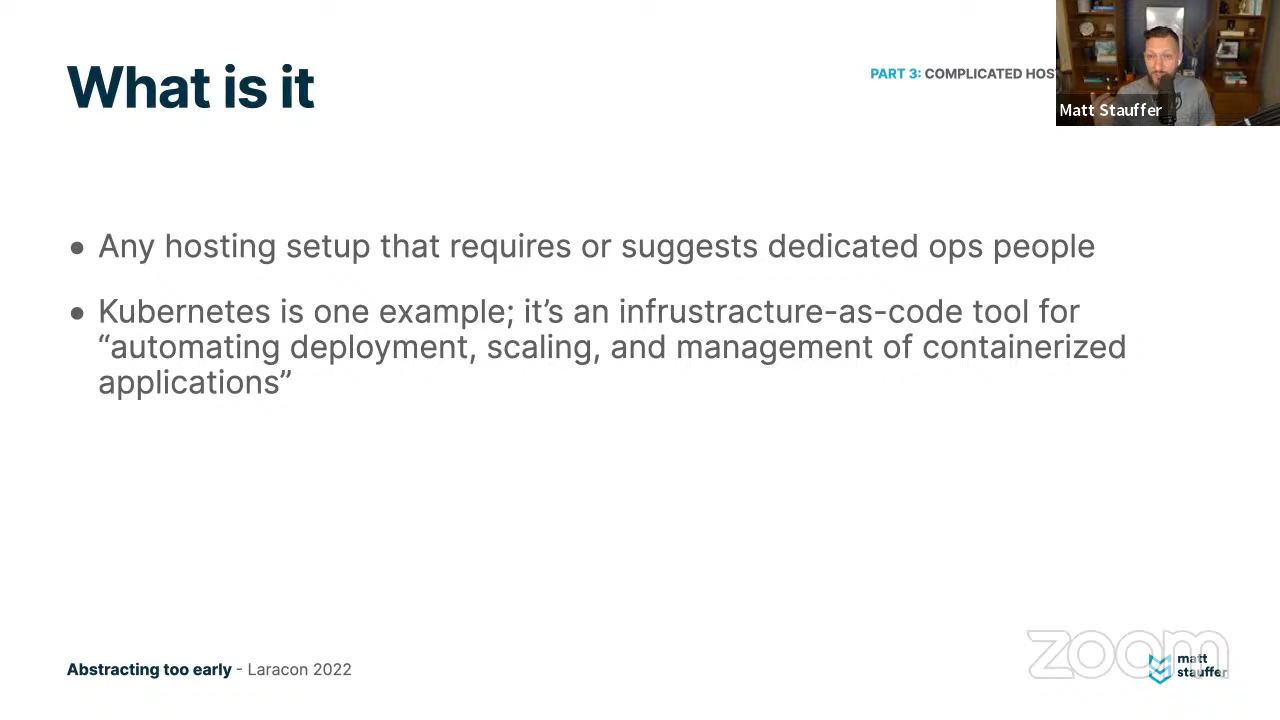 What is it
PART 3: COMPLICATED HOS
Matt Stauffer
● Any hosting setup that requires or suggests dedicated ops people
● Kubernetes is one example; it’s an infrustracture-as-code tool for
“automating deployment, scaling, and management of containerized
applications”
Abstracting too early - Laracon 2022
zoom
matt
stauffer